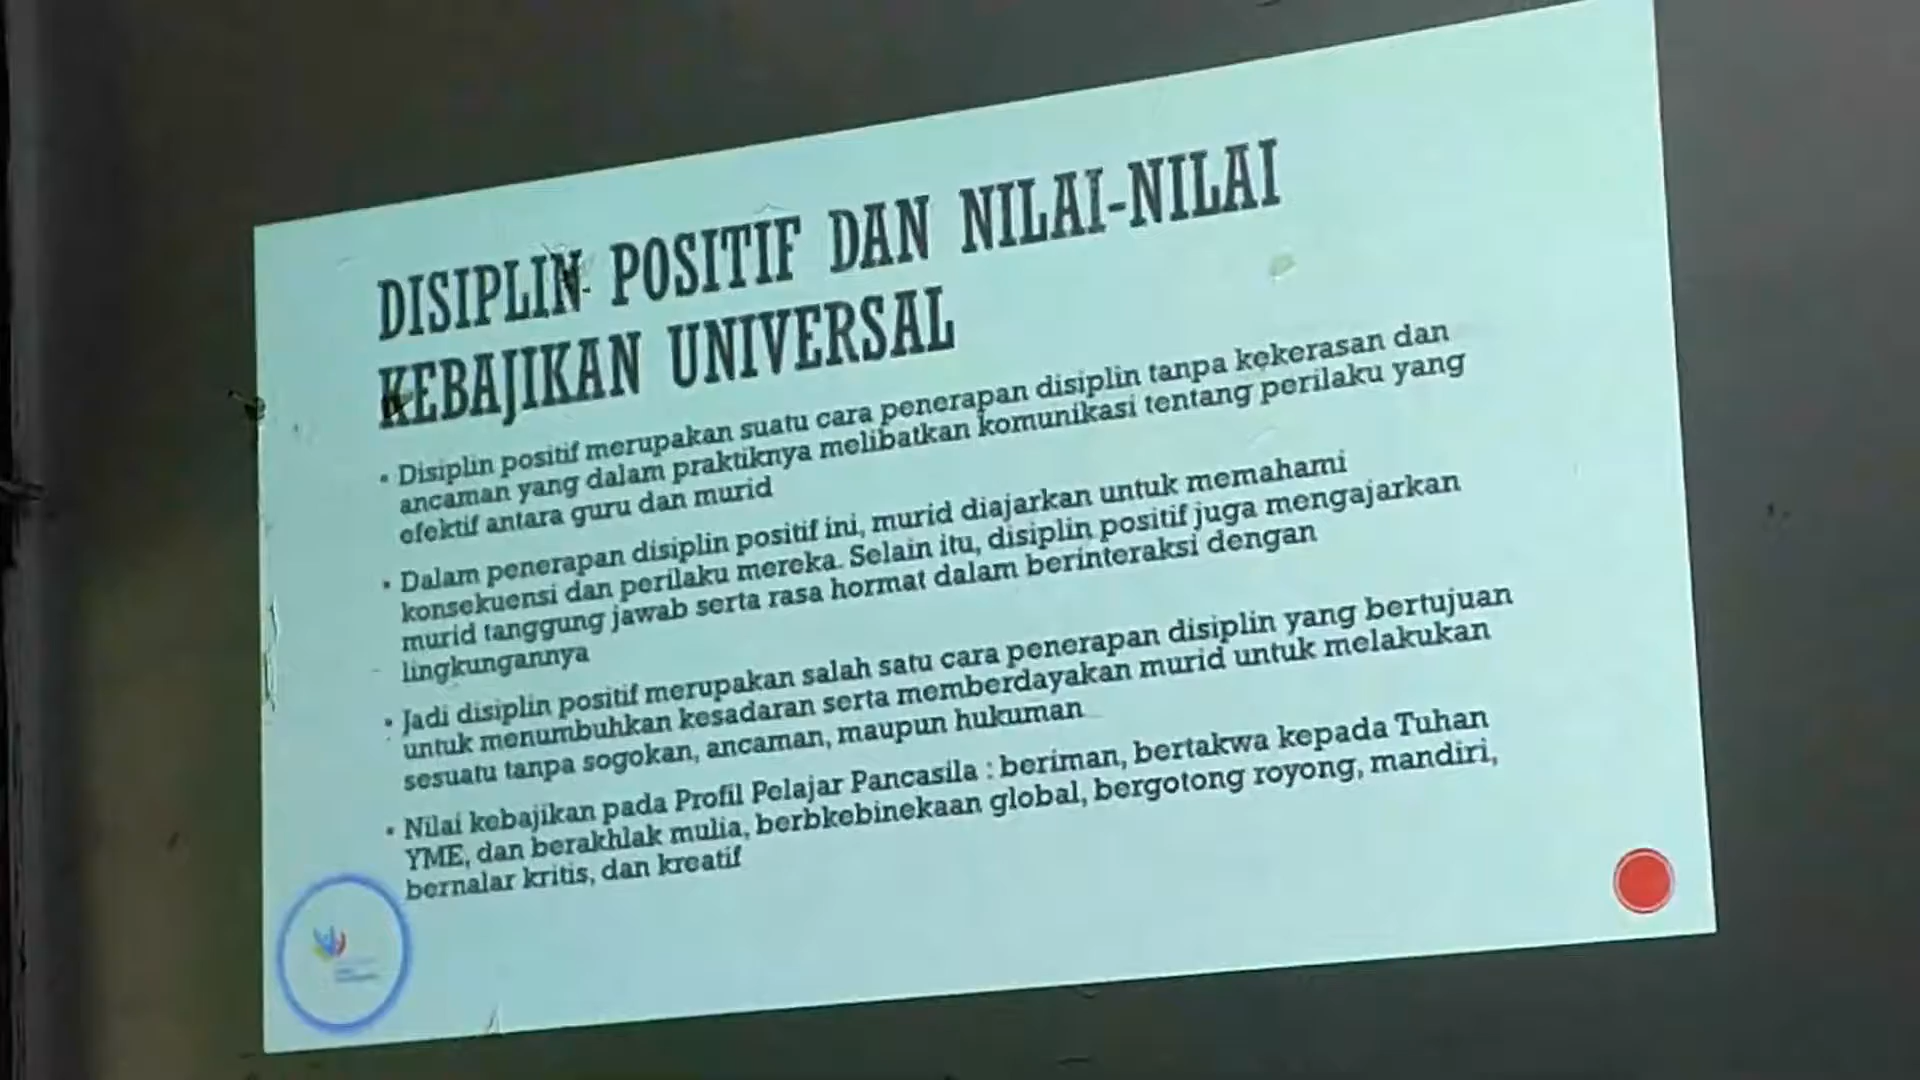 DISIPLIN POSITIF DAN NILAI-NILAI
KEBAJIKAN UNIVERSAL
▪ Disiplin positif merupakan suatu cara penerapan disiplin tanpa kekerasan dan
ancaman yang dalam praktiknya melibatkan komunikasi tentang perilaku yang
efektif antara guru dan murid
▪ Dalam penerapan disiplin positif ini, murid diajarkan untuk memahami
konsekuensi dan perilaku mereka. Selain itu, disiplin positif juga mengajarkan
murid tanggung jawab serta rasa hormat dalam berinteraksi dengan
lingkungannya
▪ Jadi disiplin positif merupakan salah satu cara penerapan disiplin yang bertujuan
untuk menumbuhkan kesadaran serta memberdayakan murid untuk melakukan
sesuatu tanpa sogokan, ancaman, maupun hukuman
▪ Nilai kebajikan pada Profil Pelajar Pancasila : beriman, bertakwa kepada Tuhan
YME, dan berakhlak mulia, berbkebinekaan global, bergotong royong, mandiri,
bernalar kritis, dan kreatif